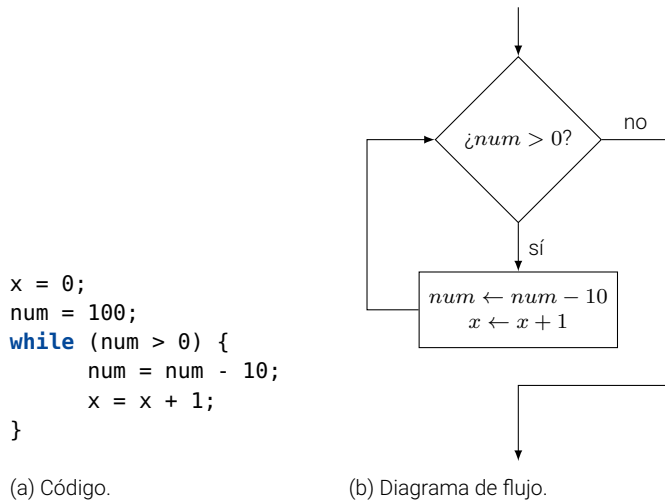 x = 0;
num = 100;
while (num > 0) {
num = num - 10;
x = x + 1;
}
(a) Código.
¿num > 0?
no
sí
num ← num − 10
x ← x + 1
(b) Diagrama de flujo.